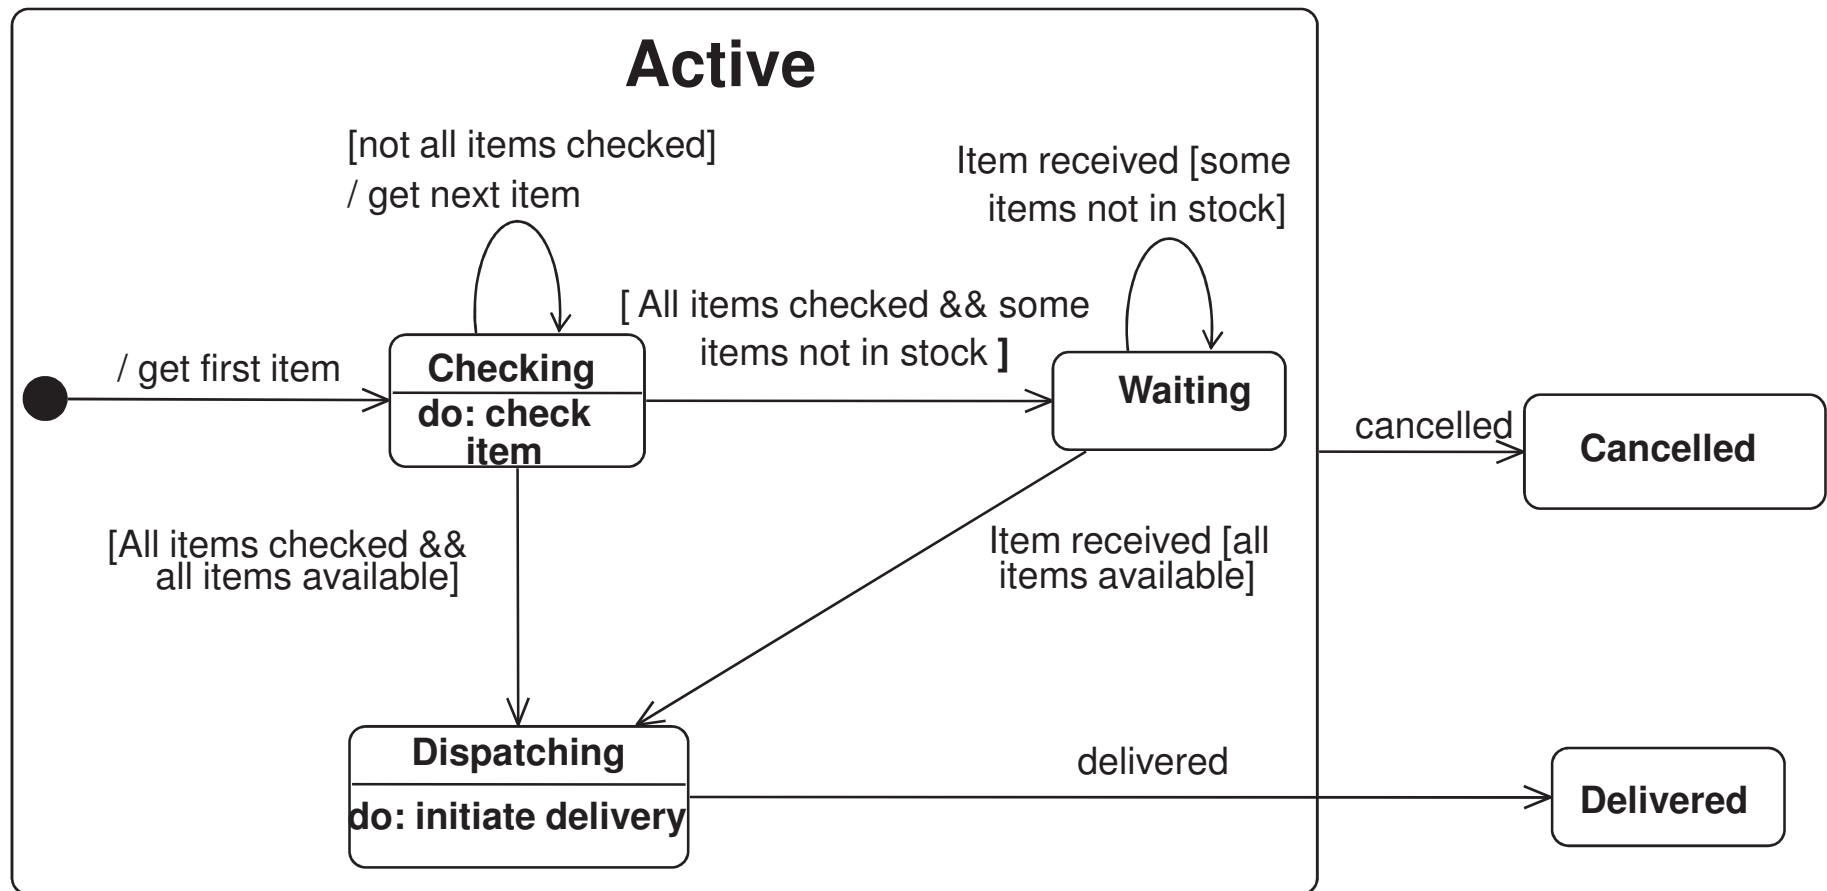 Active
[not all items checked]
/ get next item
Item received [some
items not in stock]
[ All items checked && some
items not in stock ]
/ get first item
Checking
do: check
item
Waiting
cancelled
Cancelled
[All items checked &&
all items available]
Item received [all
items available]
Dispatching
do: initiate delivery
delivered
Delivered